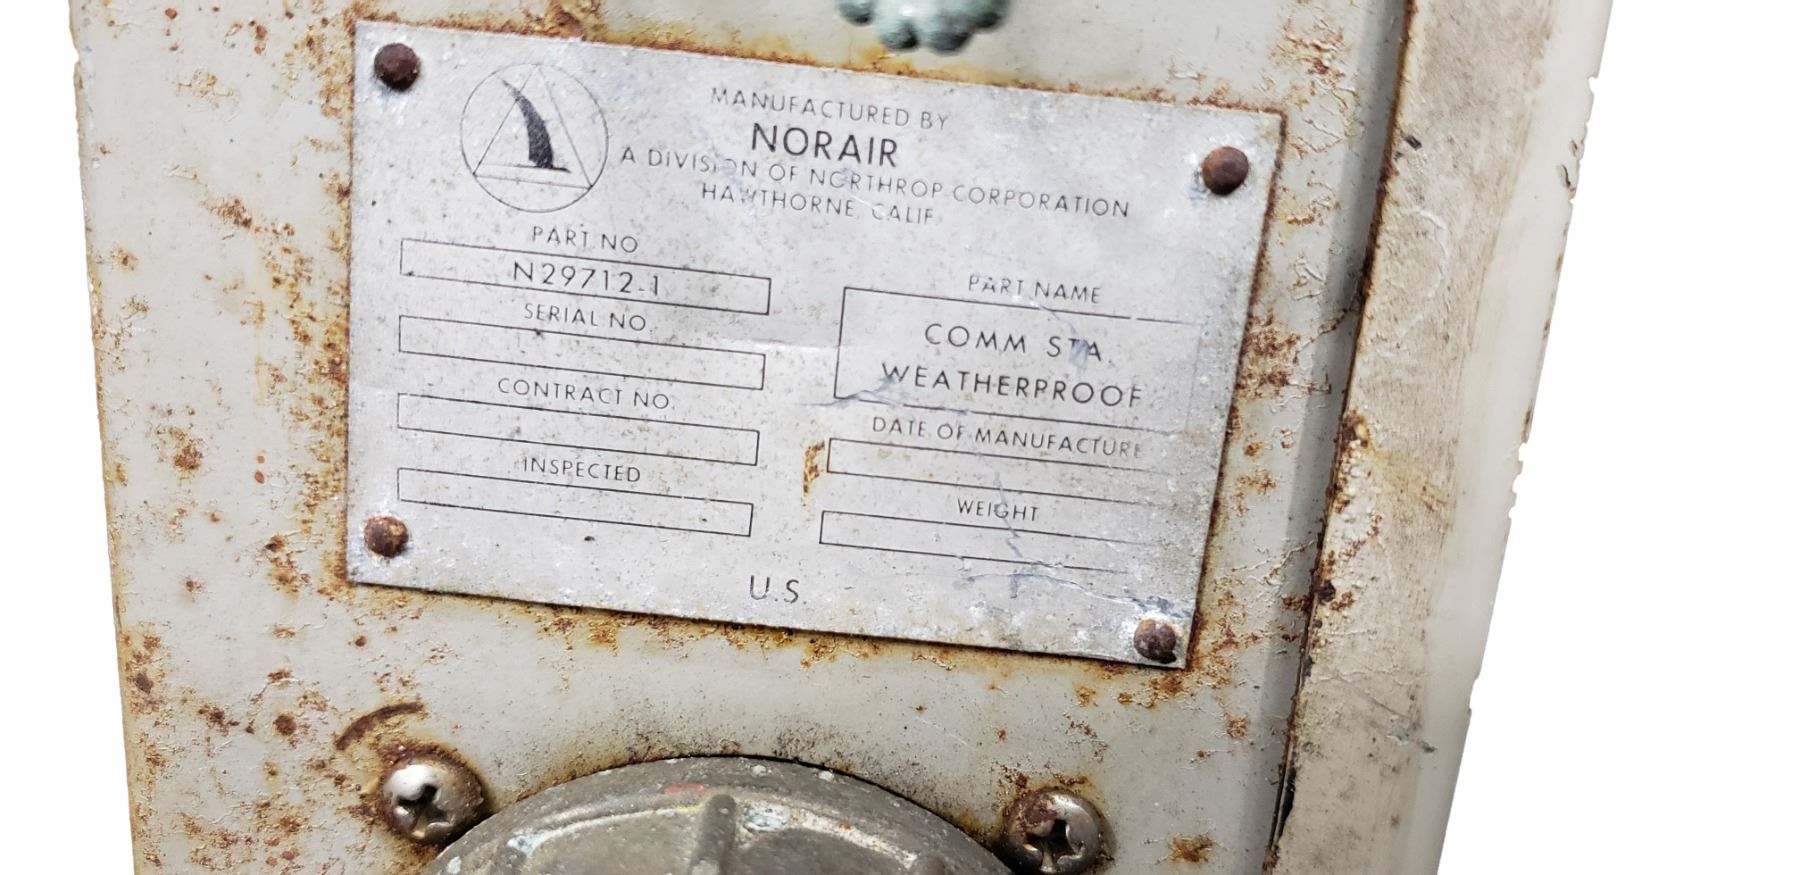 MANUFACTURED BY
NORAIR
A DIVISION OF NORTHROP CORPORATION
HAWTHORNE, CALIF.
PART NO.
N29712-1
SERIAL NO.
CONTRACT NO.
INSPECTED
PART NAME
COMM STA.
WEATHERPROOF
DATE OF MANUFACTURE
WEIGHT
U.S.